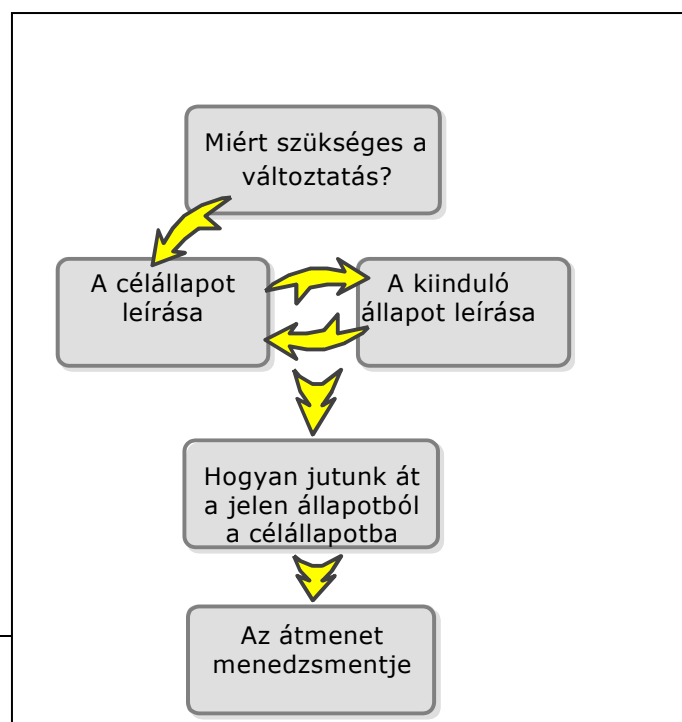 Miért szükséges a
változtatás?
A célállapot
leírása
A kiinduló
állapot leírása
Hogyan jutunk át
a jelen állapotból
a célállapotba
Az átmenet
menedzsmentje